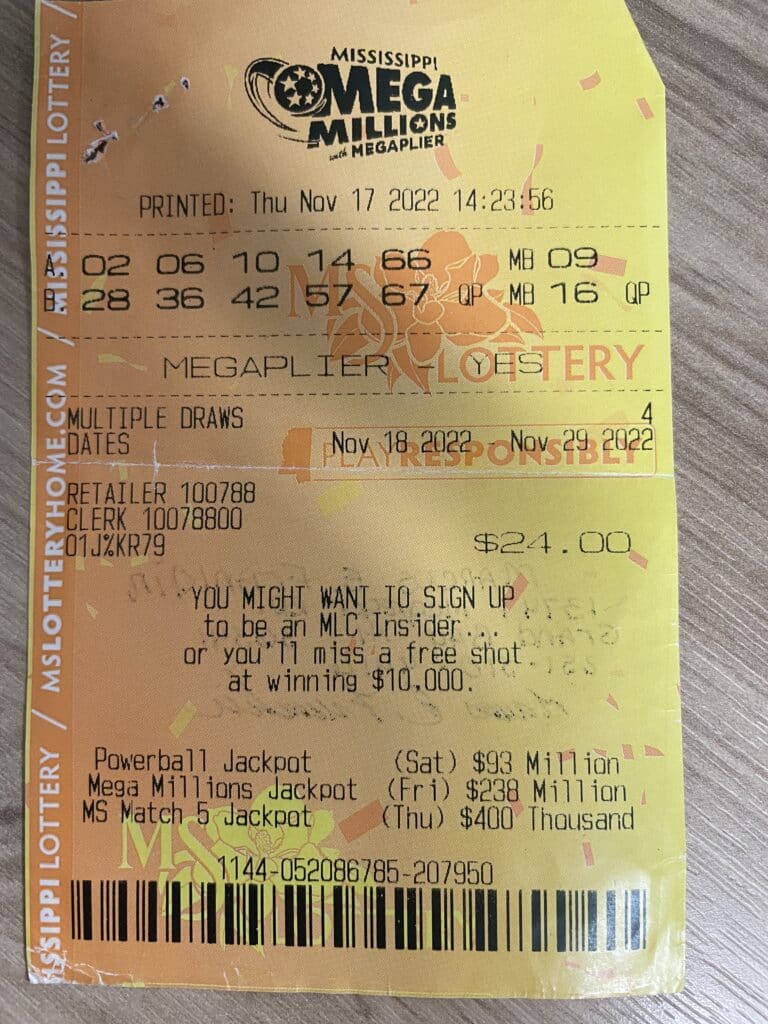 MISSISSIPPI
MEGA
MILLIONS
with MEGAPLIER
PRINTED: Thu Nov 17 2022 14:23:56
A. 02 06 10 14 66 MB 09
B. 28 36 42 57 67 QP MB 16 QP
MS LOTTERY
MEGAPLIER - YES
MULTIPLE DRAWS 4
DATES Nov 18 2022 - Nov 29 2022
PLAYRESPONSIBLY
RETAILER 100788
CLERK 10078800
01J%KR79
$24.00
YOU MIGHT WANT TO SIGN UP
to be an MLC Insider...
or you'll miss a free shot
at winning $10,000.
Powerball Jackpot (Sat) $93 Million
Mega Millions Jackpot (Fri) $238 Million
MS Match 5 Jackpot (Thu) $400 Thousand
MS
1144-052086785-207950
SSIPPI LOTTERY / MSLOTTERYHOME.COM / MISSISSIPPI LOTTERY /